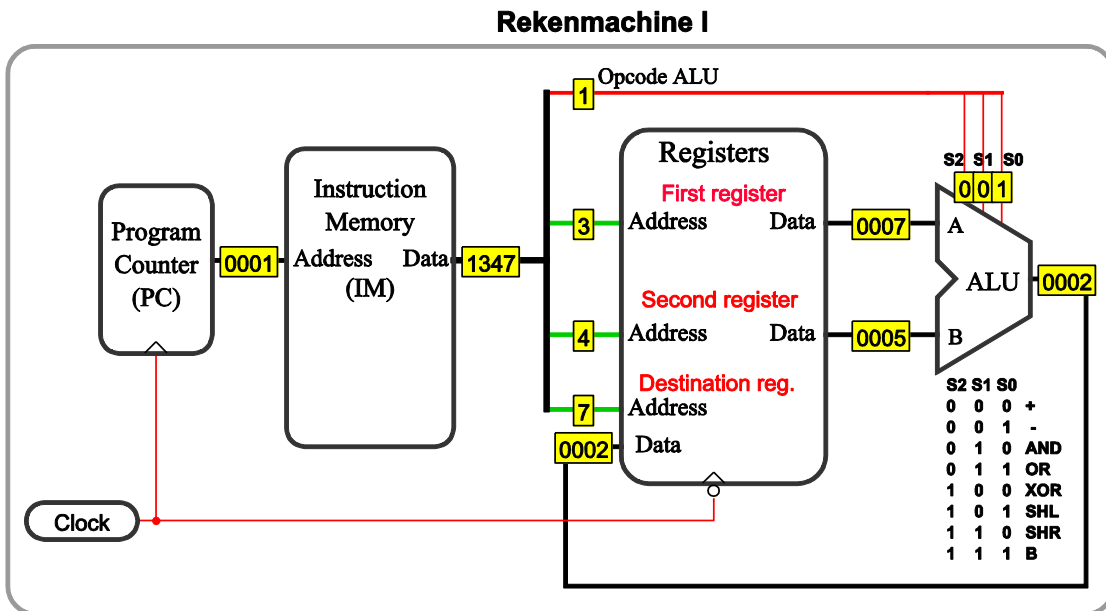 Rekenmachine I
1 Opcode ALU
Registers
First register
Second register
Destination reg.
Address
Data
Address
Data
Address
Data
3
4
7
0002
0007
0005
Instruction
Memory
(IM)
Address
Data
1347
Program
Counter
(PC)
0001
S2 S1 S0
0 0 1
A
ALU
B
0002
S2 S1 S0
0 0 0 +
0 0 1 -
0 1 0 AND
0 1 1 OR
1 0 0 XOR
1 0 1 SHL
1 1 0 SHR
1 1 1 B
Clock